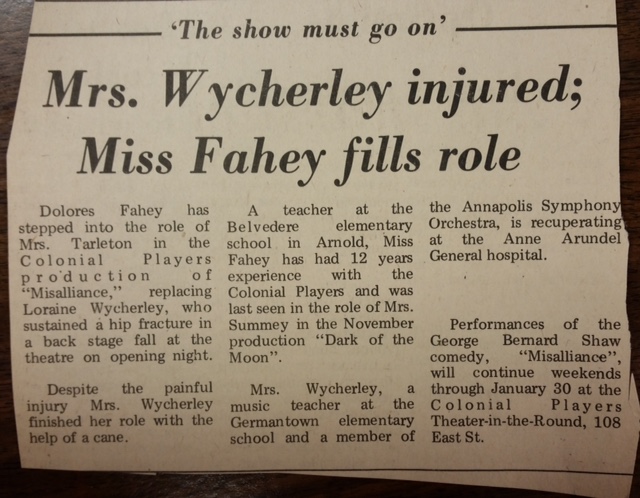 ‘The show must go on’
Mrs. Wycherley injured;
Miss Fahey fills role
Dolores Fahey has
stepped into the role of
Mrs. Tarleton in the
Colonial Players
production of
“Misalliance,” replacing
Loraine Wycherley, who
sustained a hip fracture in
a back stage fall at the
theatre on opening night.
Despite the painful
injury Mrs. Wycherley
finished her role with the
help of a cane.
A teacher at the
Belvedere elementary
school in Arnold, Miss
Fahey has had 12 years
experience with the
Colonial Players and was
last seen in the role of Mrs.
Summey in the November
production “Dark of the
Moon”.
Mrs. Wycherley, a
music teacher at the
Germantown elementary
school and a member of
the Annapolis Symphony
Orchestra, is recuperating
at the Anne Arundel
General hospital.
Performances of the
George Bernard Shaw
comedy, “Misalliance”,
will continue weekends
through January 30 at the
Colonial Players
Theater-in-the-Round, 108
East St.